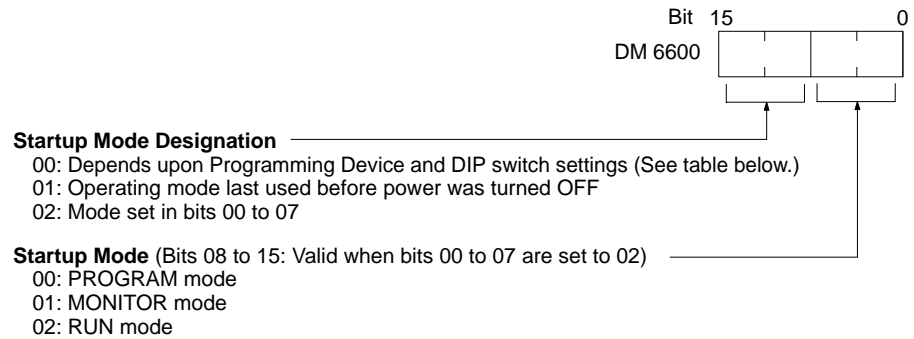 Bit 15 0
DM 6600
Startup Mode Designation
00: Depends upon Programming Device and DIP switch settings (See table below.)
01: Operating mode last used before power was turned OFF
02: Mode set in bits 00 to 07
Startup Mode (Bits 08 to 15: Valid when bits 00 to 07 are set to 02)
00: PROGRAM mode
01: MONITOR mode
02: RUN mode